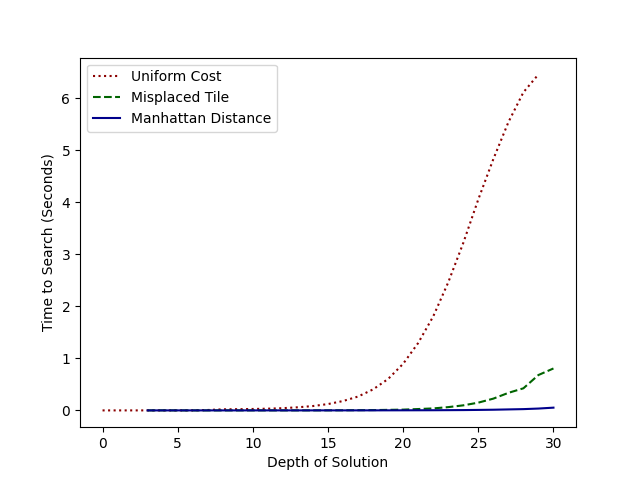 Uniform Cost
Misplaced Tile
Manhattan Distance
Time to Search (Seconds)
6
5
4
3
2
1
0
0 5 10 15 20 25 30
Depth of Solution